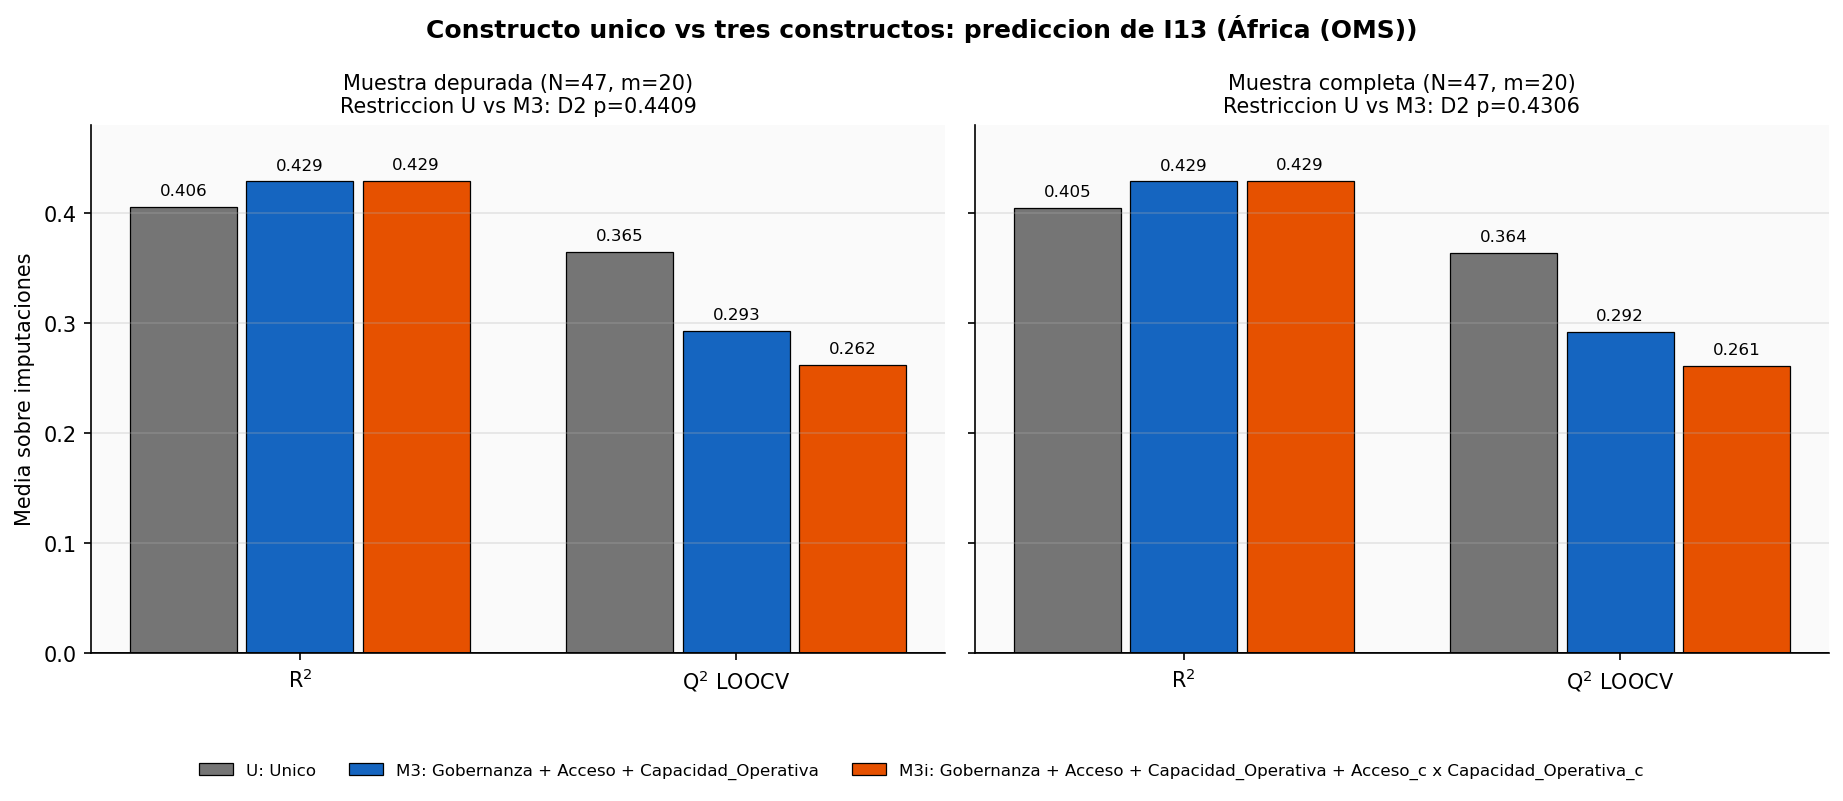 Constructo unico vs tres constructos: prediccion de I13 (África (OMS))
Muestra depurada (N=47, m=20)
Restriccion U vs M3: D2 p=0.4409
Media sobre imputaciones
0.4
0.3
0.2
0.1
0.0
0.406
0.429
0.429
0.365
0.293
0.262
R²
Q² LOOCV
Muestra completa (N=47, m=20)
Restriccion U vs M3: D2 p=0.4306
0.405
0.429
0.429
0.364
0.292
0.261
R²
Q² LOOCV
U: Unico
M3: Gobernanza + Acceso + Capacidad_Operativa
M3i: Gobernanza + Acceso + Capacidad_Operativa + Acceso_c x Capacidad_Operativa_c